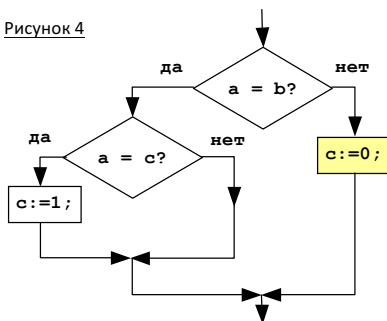 Рисунок 4
да
a = b?
нет
да
a = c?
нет
c:=0;
c:=1;